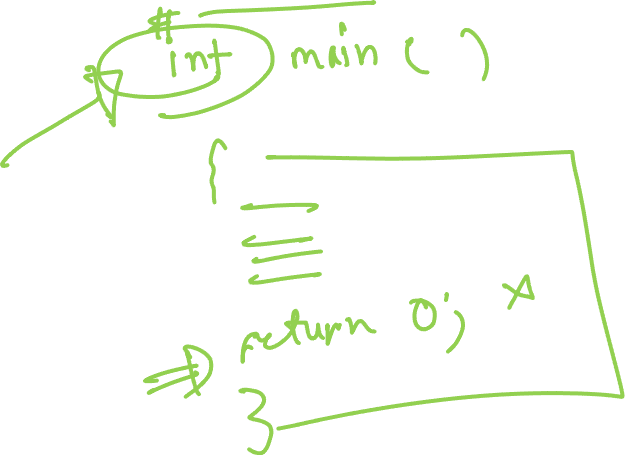 #
int main ( )
{
return 0;
}